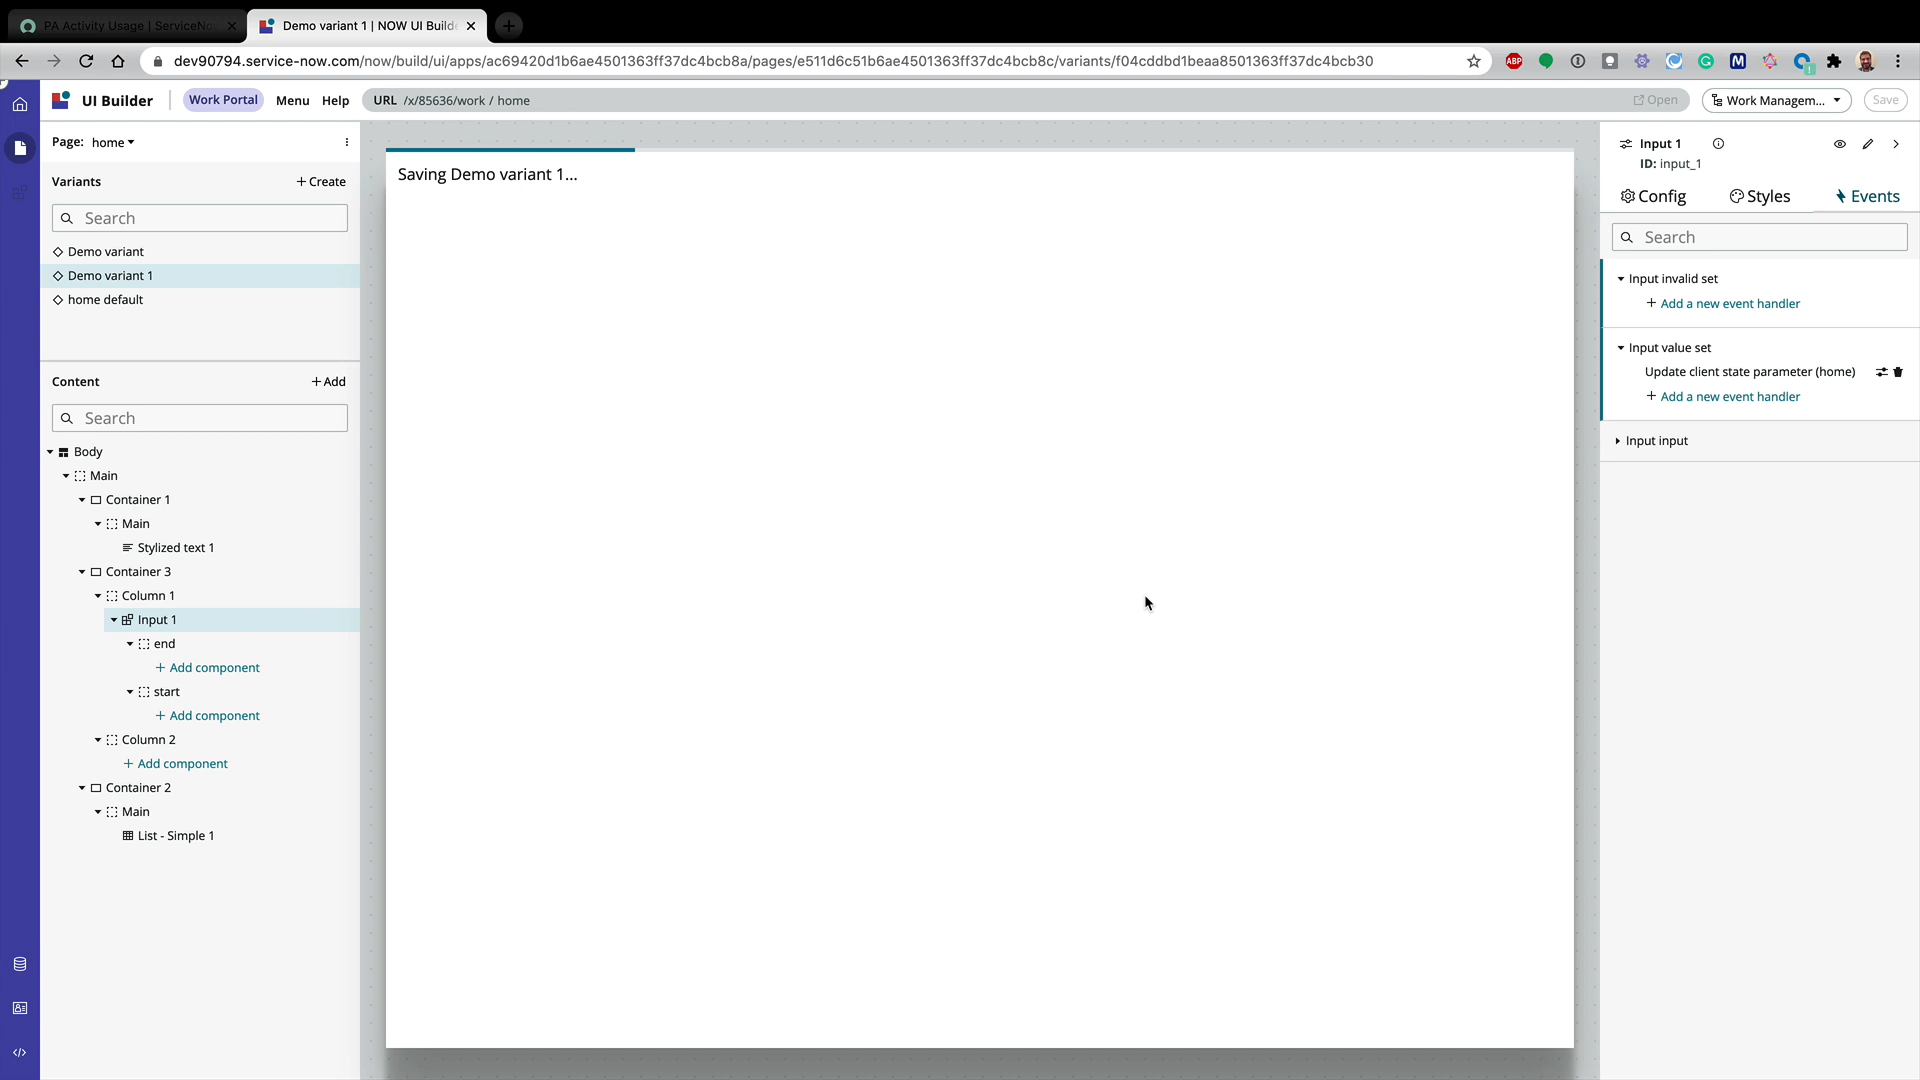 PA Activity Usage | ServiceNo
Demo variant 1 | NOW UI Builde
dev90794.service-now.com/now/build/ui/apps/ac69420d1b6ae4501363ff37dc4bcb8a/pages/e511d6c51b6ae4501363ff37dc4bcb8c/variants/f04cddbd1beaa8501363ff37dc4bcb30
ABP
M
1
UI Builder
Work Portal
Menu
Help
URL /x/85636/work / home
Open
Work Managem...
Save
Page: home
Variants
+ Create
Search
Demo variant
Demo variant 1
home default
Content
+ Add
Search
Body
Main
Container 1
Main
Stylized text 1
Container 3
Column 1
Input 1
end
+ Add component
start
+ Add component
Column 2
+ Add component
Container 2
Main
List - Simple 1
Saving Demo variant 1...
Input 1
ID: input_1
Config
Styles
Events
Search
Input invalid set
+ Add a new event handler
Input value set
Update client state parameter (home)
+ Add a new event handler
Input input